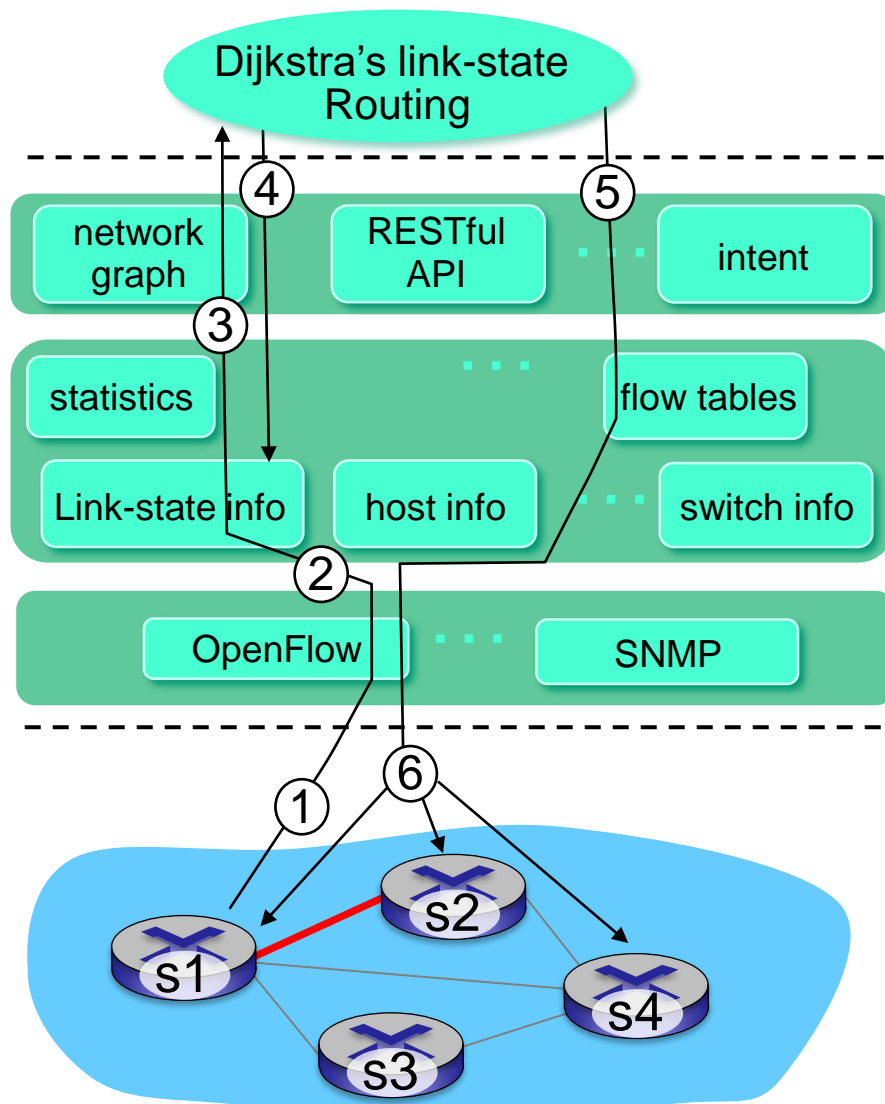 Dijkstra’s link-state
Routing
4
5
network
graph
RESTful
API
intent
3
statistics
flow tables
Link-state info
host info
switch info
2
OpenFlow
SNMP
1
6
s2
s1
s4
s3